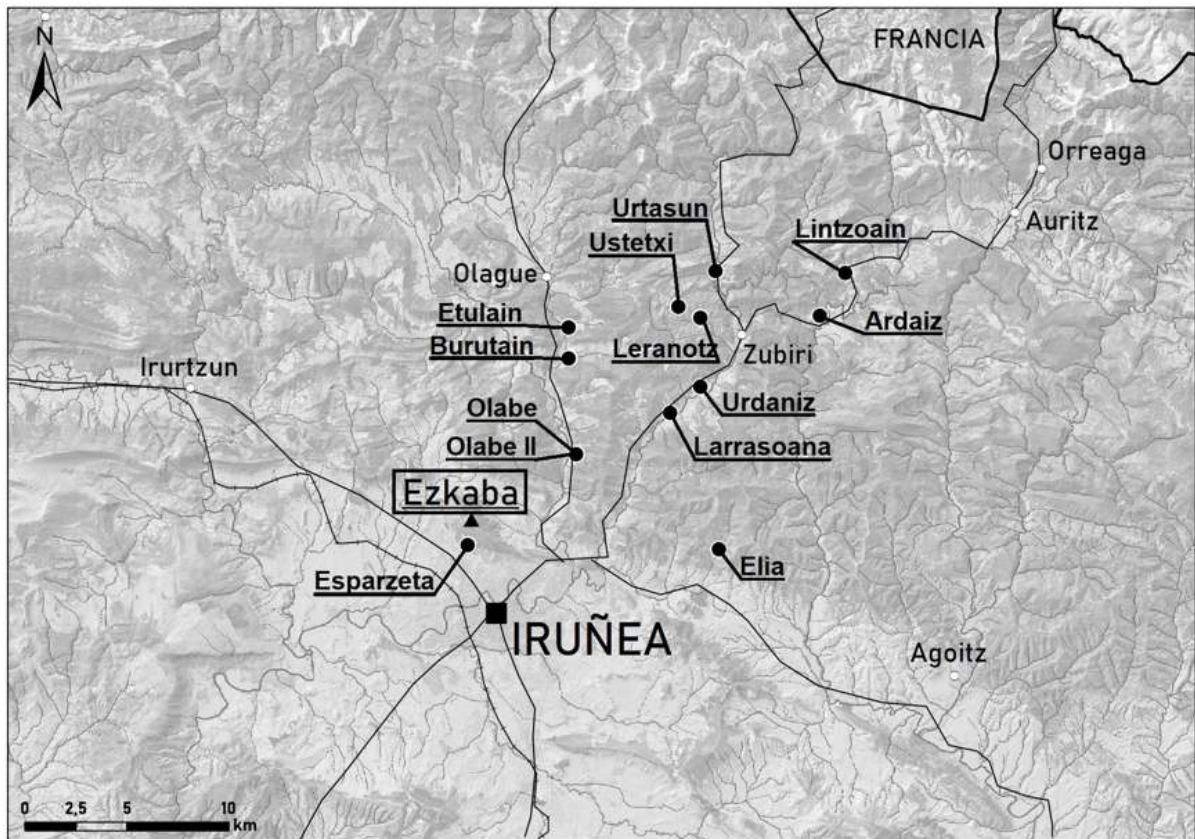 N
FRANCIA
Orreaga
Auritz
Urtasun
Lintzoain
Ustetxi
Olague
Etulain
Ardaiz
Burutain
Leranotz
Zubiri
Irurtzun
Urdaniz
Olabe
Larrasoana
Olabe II
Ezkaba
Elia
Esparzeta
IRUÑEA
Agoitz
0 2,5 5 10
km